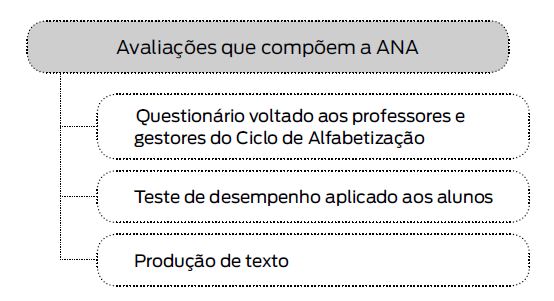 Avaliações que compõem a ANA
Questionário voltado aos professores e
gestores do Ciclo de Alfabetização
Teste de desempenho aplicado aos alunos
Produção de texto